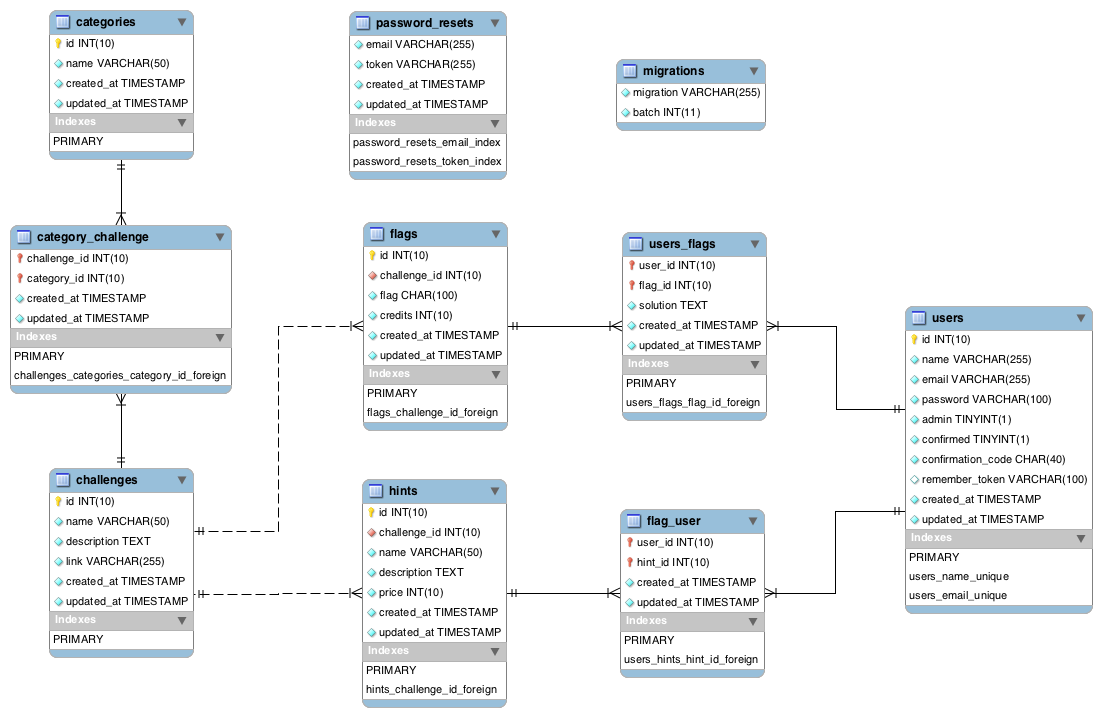 categories
id INT(10)
name VARCHAR(50)
created_at TIMESTAMP
updated_at TIMESTAMP
Indexes
PRIMARY
password_resets
email VARCHAR(255)
token VARCHAR(255)
created_at TIMESTAMP
updated_at TIMESTAMP
Indexes
password_resets_email_index
password_resets_token_index
migrations
migration VARCHAR(255)
batch INT(11)
category_challenge
challenge_id INT(10)
category_id INT(10)
created_at TIMESTAMP
updated_at TIMESTAMP
Indexes
PRIMARY
challenges_categories_category_id_foreign
flags
id INT(10)
challenge_id INT(10)
flag CHAR(100)
credits INT(10)
created_at TIMESTAMP
updated_at TIMESTAMP
Indexes
PRIMARY
flags_challenge_id_foreign
users_flags
user_id INT(10)
flag_id INT(10)
solution TEXT
created_at TIMESTAMP
updated_at TIMESTAMP
Indexes
PRIMARY
users_flags_flag_id_foreign
users
id INT(10)
name VARCHAR(255)
email VARCHAR(255)
password VARCHAR(100)
admin TINYINT(1)
confirmed TINYINT(1)
confirmation_code CHAR(40)
remember_token VARCHAR(100)
created_at TIMESTAMP
updated_at TIMESTAMP
Indexes
PRIMARY
users_name_unique
users_email_unique
challenges
id INT(10)
name VARCHAR(50)
description TEXT
link VARCHAR(255)
created_at TIMESTAMP
updated_at TIMESTAMP
Indexes
PRIMARY
hints
id INT(10)
challenge_id INT(10)
name VARCHAR(50)
description TEXT
price INT(10)
created_at TIMESTAMP
updated_at TIMESTAMP
Indexes
PRIMARY
hints_challenge_id_foreign
flag_user
user_id INT(10)
hint_id INT(10)
created_at TIMESTAMP
updated_at TIMESTAMP
Indexes
PRIMARY
users_hints_hint_id_foreign